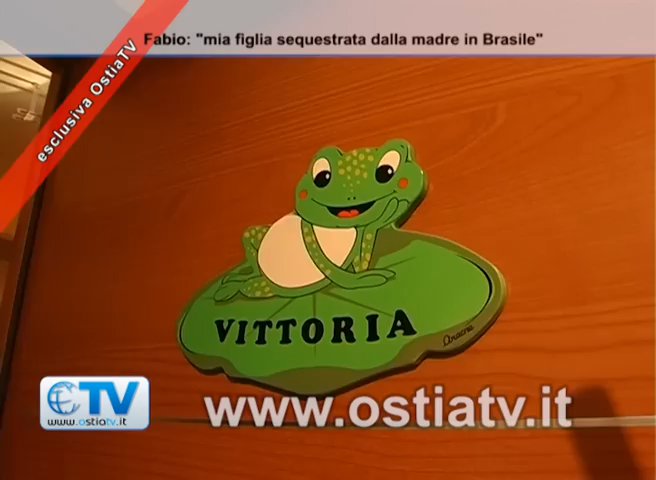 Fabio: "mia figlia sequestrata dalla madre in Brasile"
esclusiva OstiaTV
VITTORIA
TV
www.ostiatv.it
www.ostiatv.it